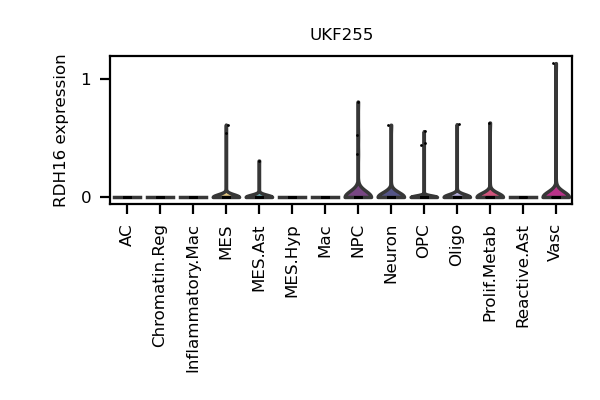 UKF255
RDH16 expression
1
0
AC
Chromatin.Reg
Inflammatory.Mac
MES
MES.Ast
MES.Hyp
Mac
NPC
Neuron
OPC
Oligo
Prolif.Metab
Reactive.Ast
Vasc